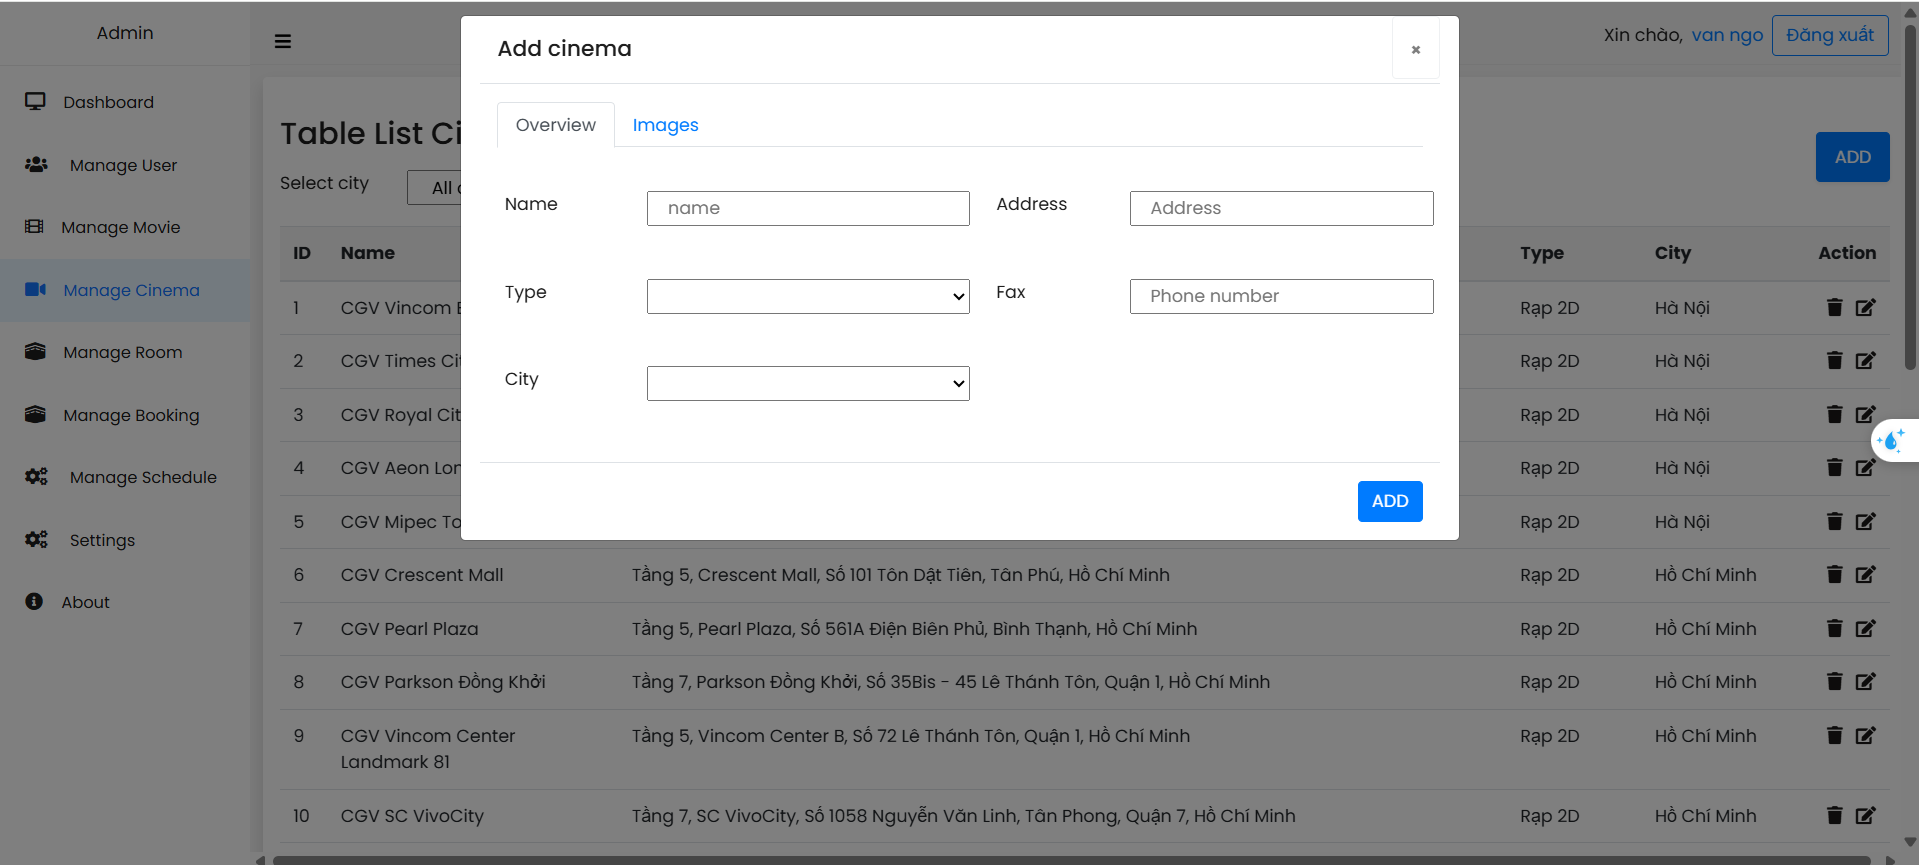 Admin
Dashboard
Manage User
Manage Movie
Manage Cinema
Manage Room
Manage Booking
Manage Schedule
Settings
About
Xin chào, van ngo Đăng xuất
Table List Ci
ADD
Select city All
Add cinema ×
Overview Images
Name name Address Address
Type Fax Phone number
City
ADD
ID Name Type City Action
1 CGV Vincom Rạp 2D Hà Nội
2 CGV Times Cit Rạp 2D Hà Nội
3 CGV Royal Cit Rạp 2D Hà Nội
4 CGV Aeon Lon Rạp 2D Hà Nội
5 CGV Mipec To Rạp 2D Hà Nội
6 CGV Crescent Mall Tầng 5, Crescent Mall, Số 101 Tôn Dật Tiên, Tân Phú, Hồ Chí Minh Rạp 2D Hồ Chí Minh
7 CGV Pearl Plaza Tầng 5, Pearl Plaza, Số 561A Điện Biên Phủ, Bình Thạnh, Hồ Chí Minh Rạp 2D Hồ Chí Minh
8 CGV Parkson Đồng Khởi Tầng 7, Parkson Đồng Khởi, Số 35Bis - 45 Lê Thánh Tôn, Quận 1, Hồ Chí Minh Rạp 2D Hồ Chí Minh
9 CGV Vincom Center Tầng 5, Vincom Center B, Số 72 Lê Thánh Tôn, Quận 1, Hồ Chí Minh Rạp 2D Hồ Chí Minh
Landmark 81
10 CGV SC VivoCity Tầng 7, SC VivoCity, Số 1058 Nguyễn Văn Linh, Tân Phong, Quận 7, Hồ Chí Minh Rạp 2D Hồ Chí Minh